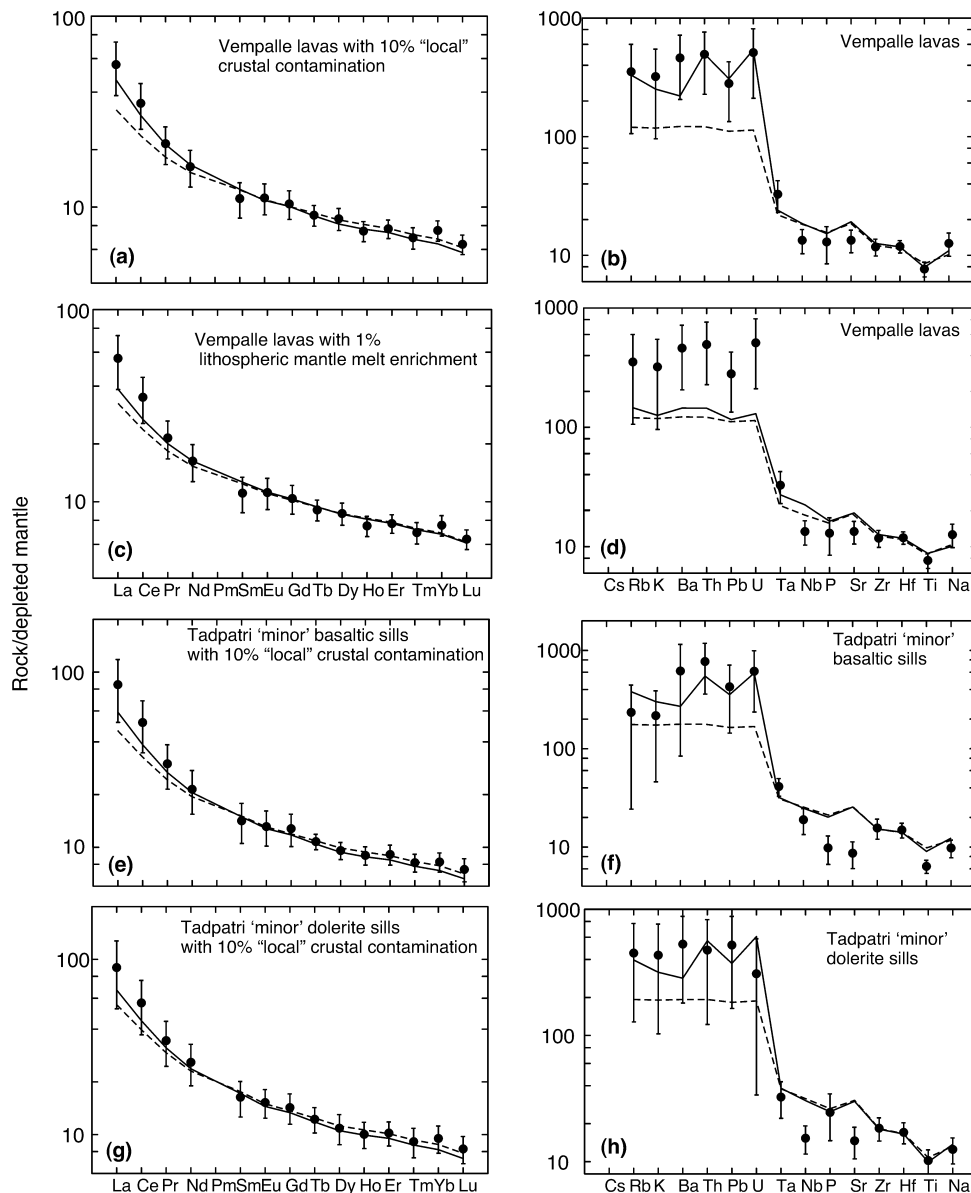 Rock/depleted mantle
100
10
Vempalle lavas with 10% “local”
crustal contamination
(a)
1000
100
10
Vempalle lavas
(b)
100
10
Vempalle lavas with 1%
lithospheric mantle melt enrichment
(c)
La Ce Pr Nd Pm Sm Eu Gd Tb Dy Ho Er Tm Yb Lu
1000
100
10
Vempalle lavas
(d)
Cs Rb K Ba Th Pb U Ta Nb P Sr Zr Hf Ti Na
100
10
Tadpatri ‘minor’ basaltic sills
with 10% “local” crustal contamination
(e)
1000
100
10
Tadpatri ‘minor’
basaltic sills
(f)
100
10
Tadpatri ‘minor’ dolerite sills
with 10% “local” crustal contamination
(g)
La Ce Pr Nd Pm Sm Eu Gd Tb Dy Ho Er Tm Yb Lu
1000
100
10
Tadpatri ‘minor’
dolerite sills
(h)
Cs Rb K Ba Th Pb U Ta Nb P Sr Zr Hf Ti Na